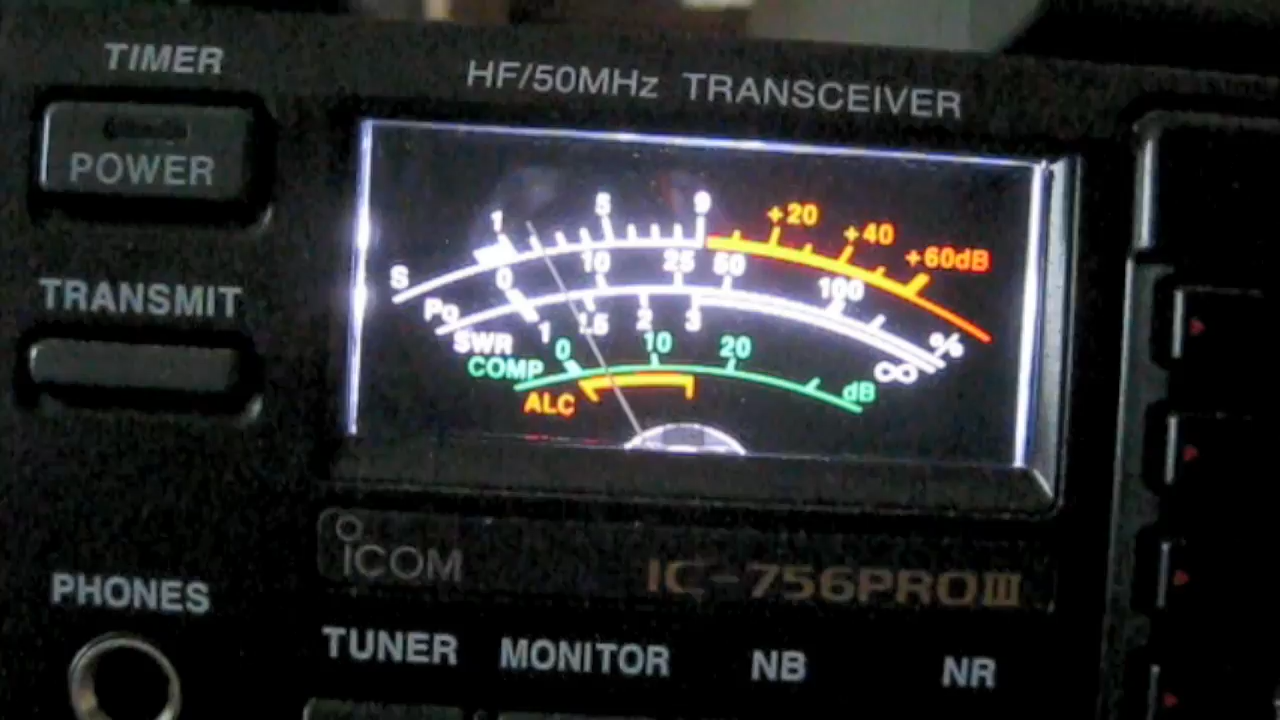 TIMER
HF/50MHz TRANSCEIVER
POWER
1 5 9 +20 +40 +60dB
S
0 10 25 50 100 %
Po
1 1.5 2 3 ∞
SWR
0 10 20 dB
COMP
ALC
TRANSMIT
ICOM
IC-756PROIII
PHONES
TUNER MONITOR NB NR